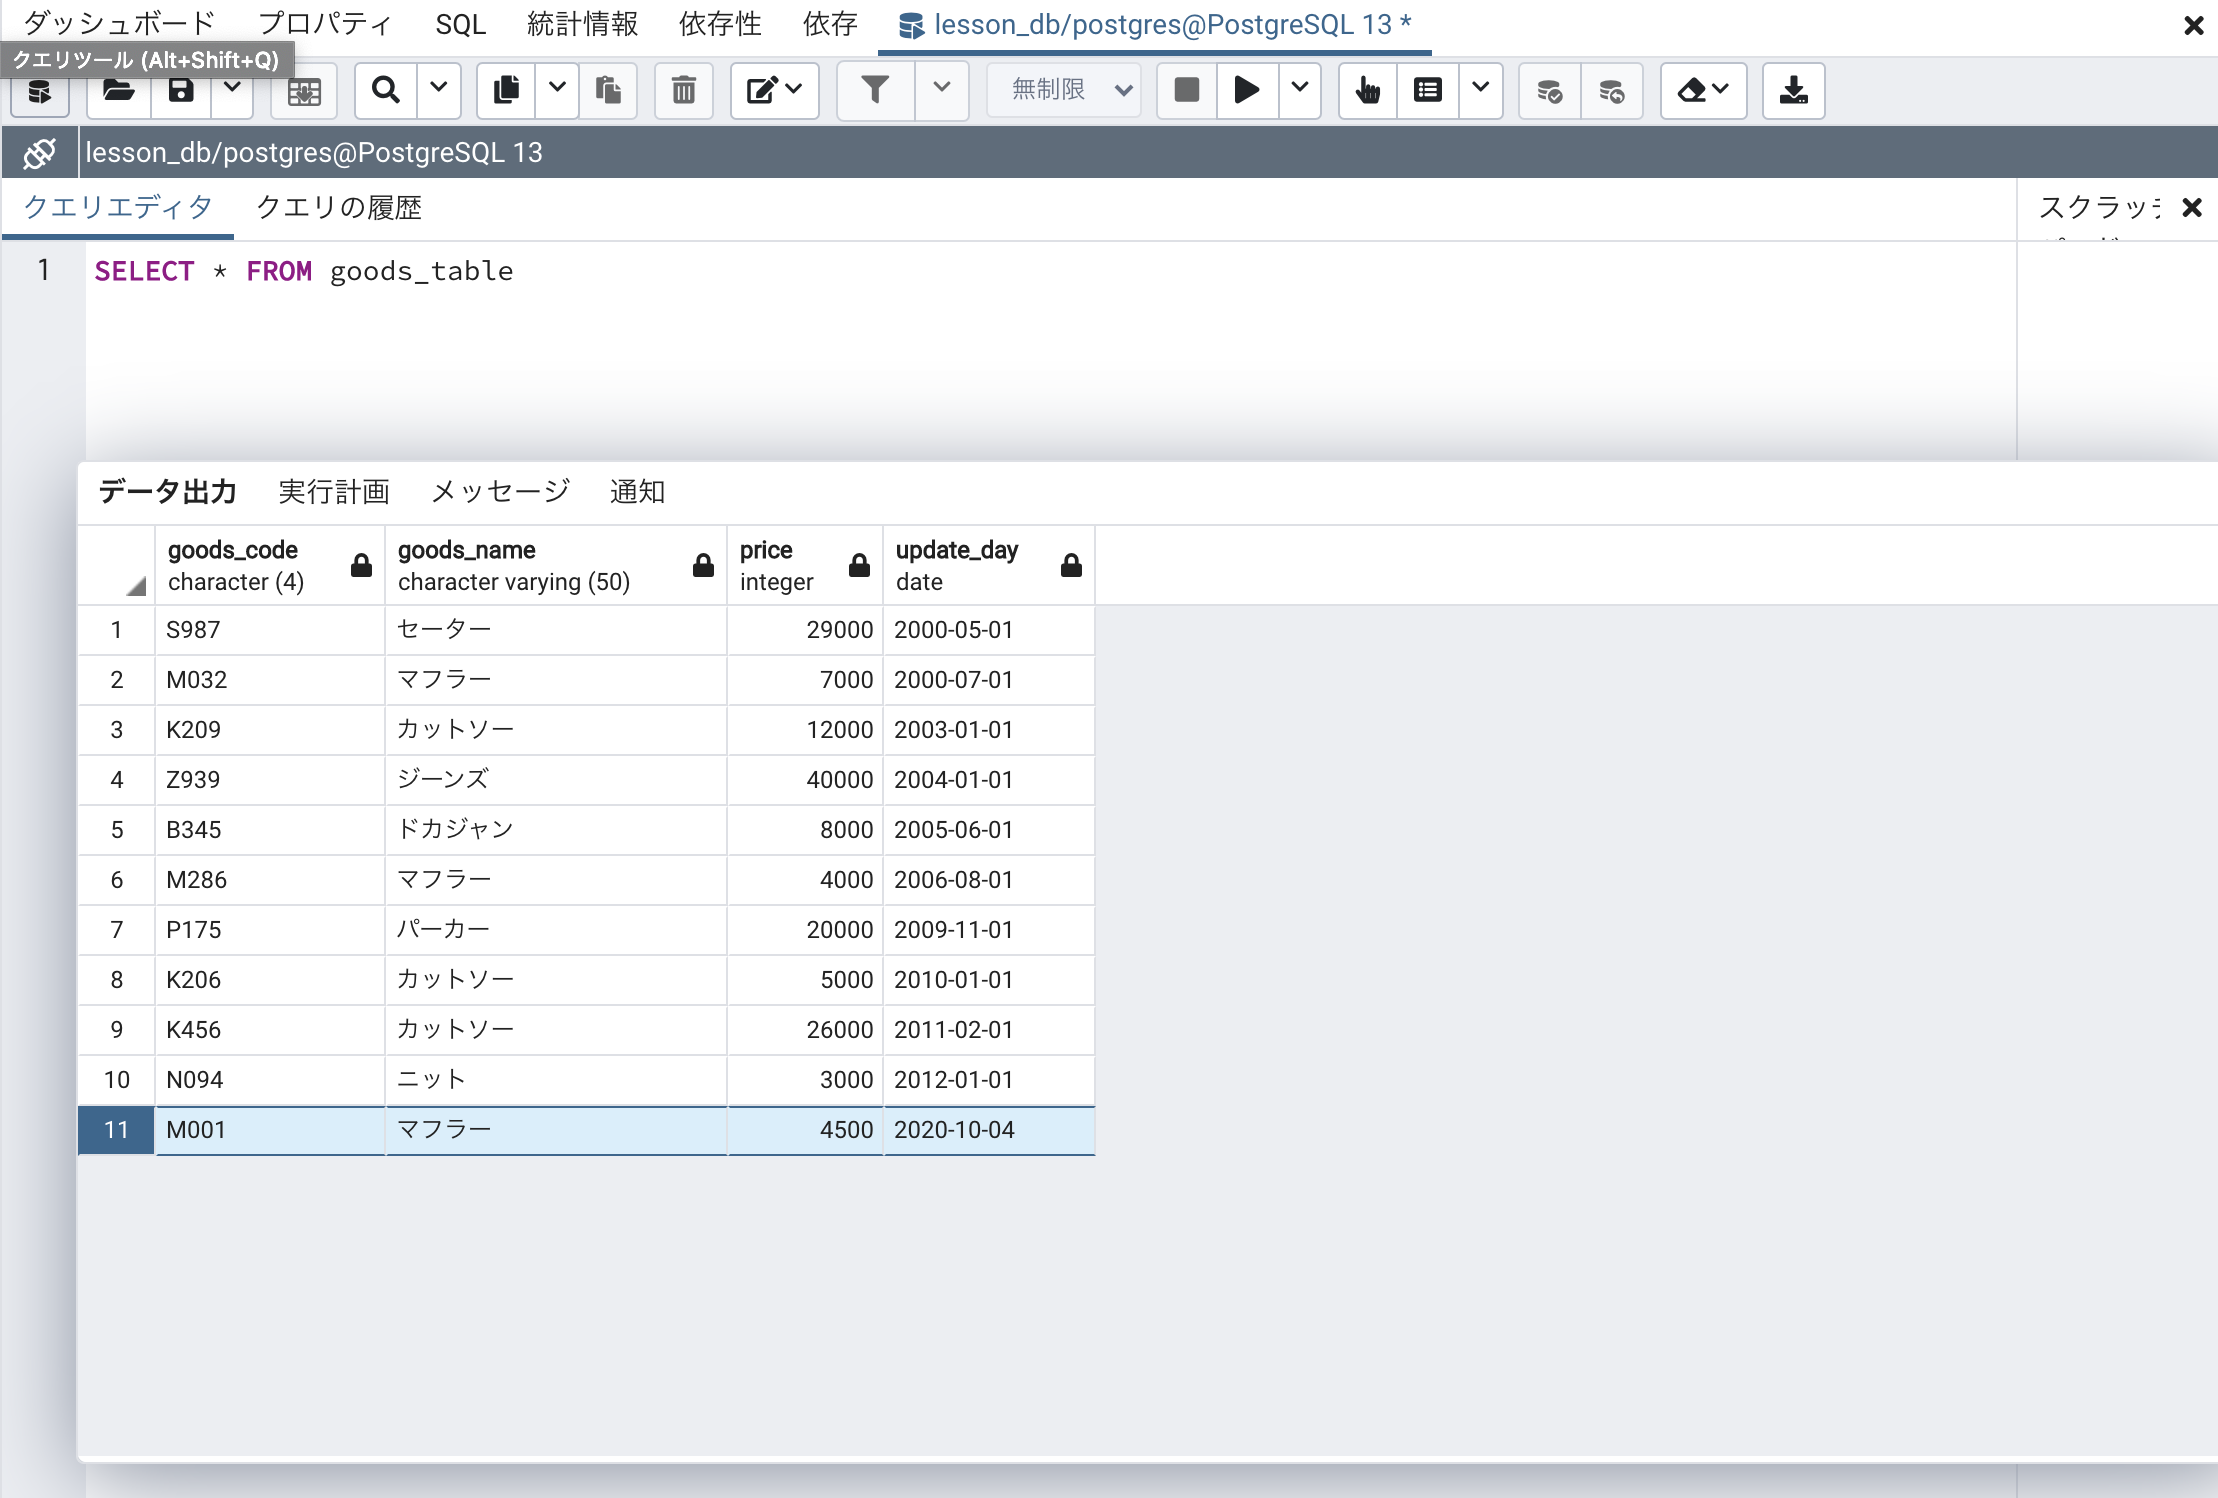 ダッシュボード プロパティ SQL 統計情報 依存性 依存 lesson_db/postgres@PostgreSQL 13 *
クエリツール (Alt+Shift+Q)
無制限
lesson_db/postgres@PostgreSQL 13
クエリエディタ クエリの履歴 スクラッチ
1 SELECT * FROM goods_table
データ出力 実行計画 メッセージ 通知
goods_code goods_name price update_day
character (4) character varying (50) integer date
1 S987 セーター 29000 2000-05-01
2 M032 マフラー 7000 2000-07-01
3 K209 カットソー 12000 2003-01-01
4 Z939 ジーンズ 40000 2004-01-01
5 B345 ドカジャン 8000 2005-06-01
6 M286 マフラー 4000 2006-08-01
7 P175 パーカー 20000 2009-11-01
8 K206 カットソー 5000 2010-01-01
9 K456 カットソー 26000 2011-02-01
10 N094 ニット 3000 2012-01-01
11 M001 マフラー 4500 2020-10-04